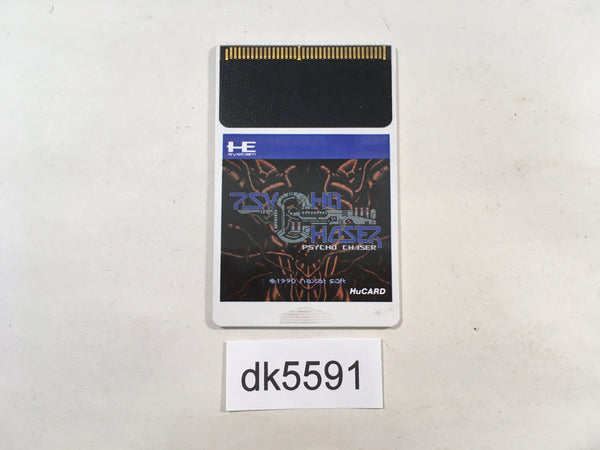 HE
SYSTEM
PSYCHO
CHASER
PSYCHO CHASER
©1990 naxat soft
HuCARD
dk5591